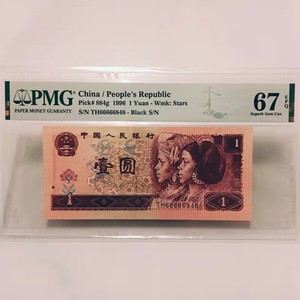 PMG
PAPER MONEY GUARANTY
China / People's Republic
Pick# 884g 1996 1 Yuan - Wmk: Stars
S/N TH66666848 - Black S/N
67 EPQ
Superb Gem Unc
中国人民银行
1
壹圆
1
TH66666848